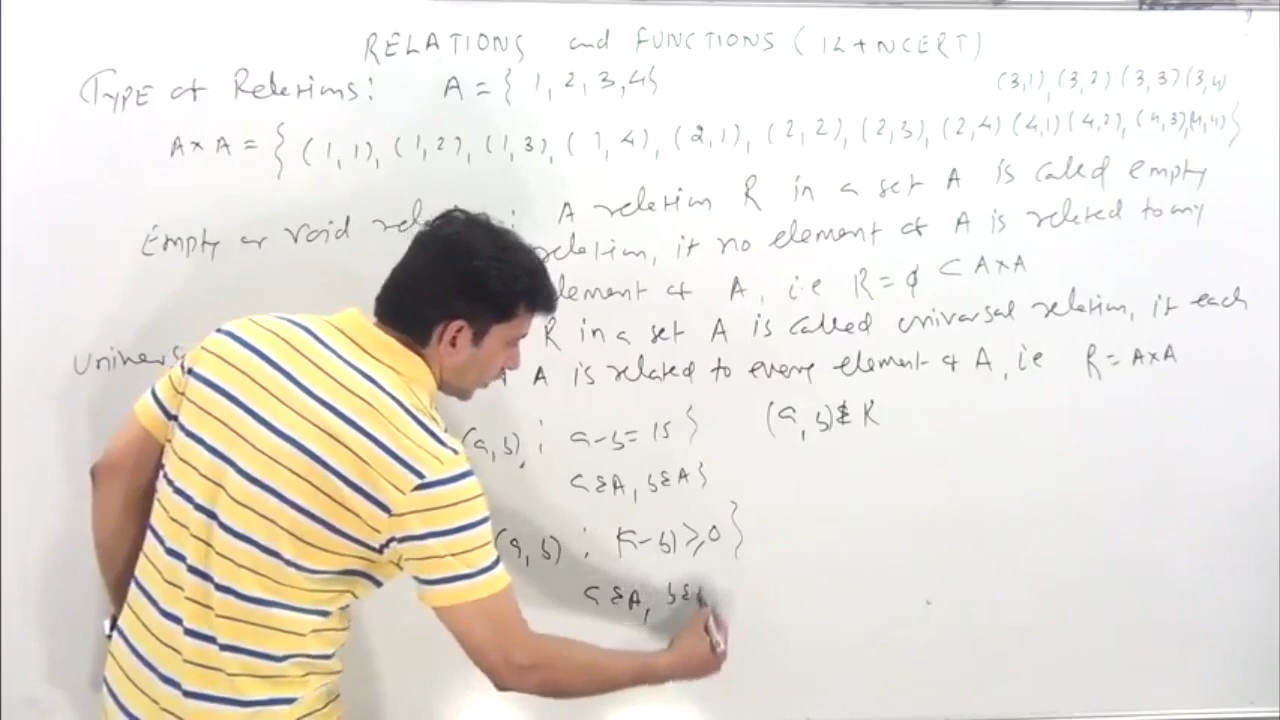 RELATIONS and FUNCTIONS (12th NCERT)
Type of Relations: A = { 1, 2, 3, 4}
(3,1), (3,2) (3,3) (3,4)
A×A = { (1,1), (1,2), (1,3), (1,4), (2,1), (2,2), (2,3), (2,4) (4,1) (4,2), (4,3),(4,4) }
Empty or void : A relation R in a set A is called empty
relation, if no element of A is related to any
element of A, i.e R = ϕ ⊂ A×A
R in a set A is called universal relation, if each
A is related to every element of A, i.e R = A×A
(a, b) : a-b = 15 } (a, b) ∉ R
a ∈ A, b ∈ A}
(a, b) : |a-b| ≥ 0 }
a ∈ A, b ∈